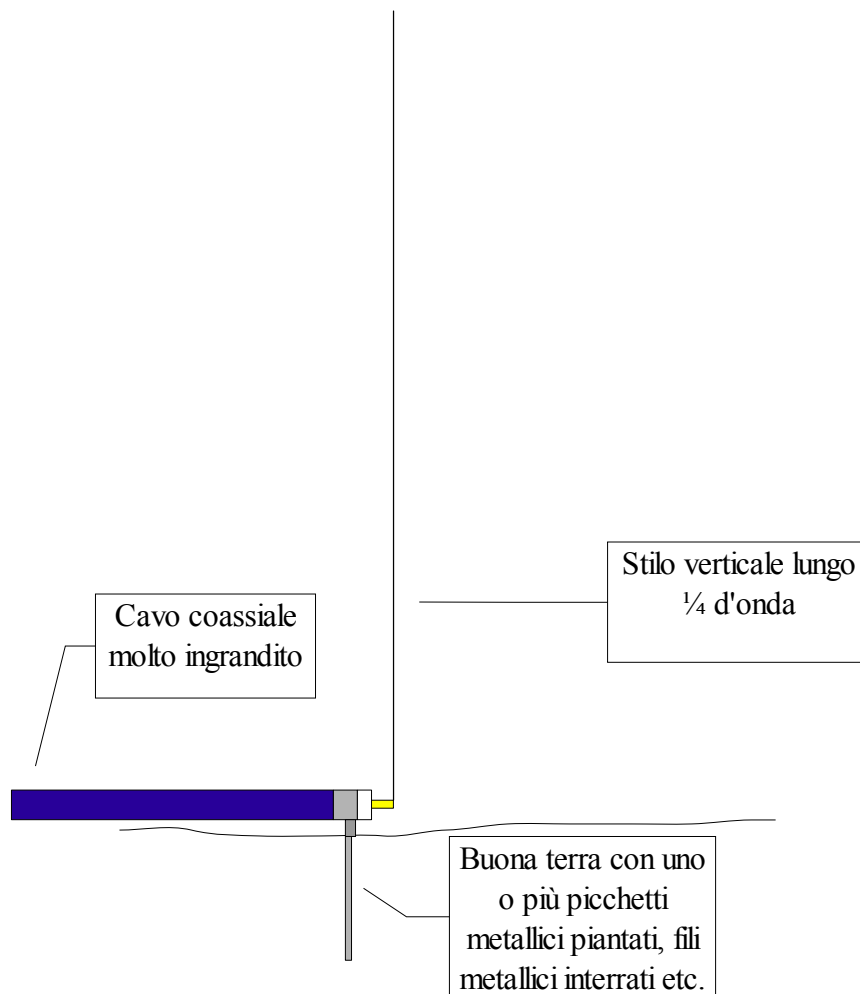 Stilo verticale lungo
¼ d'onda
Cavo coassiale
molto ingrandito
Buona terra con uno
o più picchetti
metallici piantati, fili
metallici interrati etc.